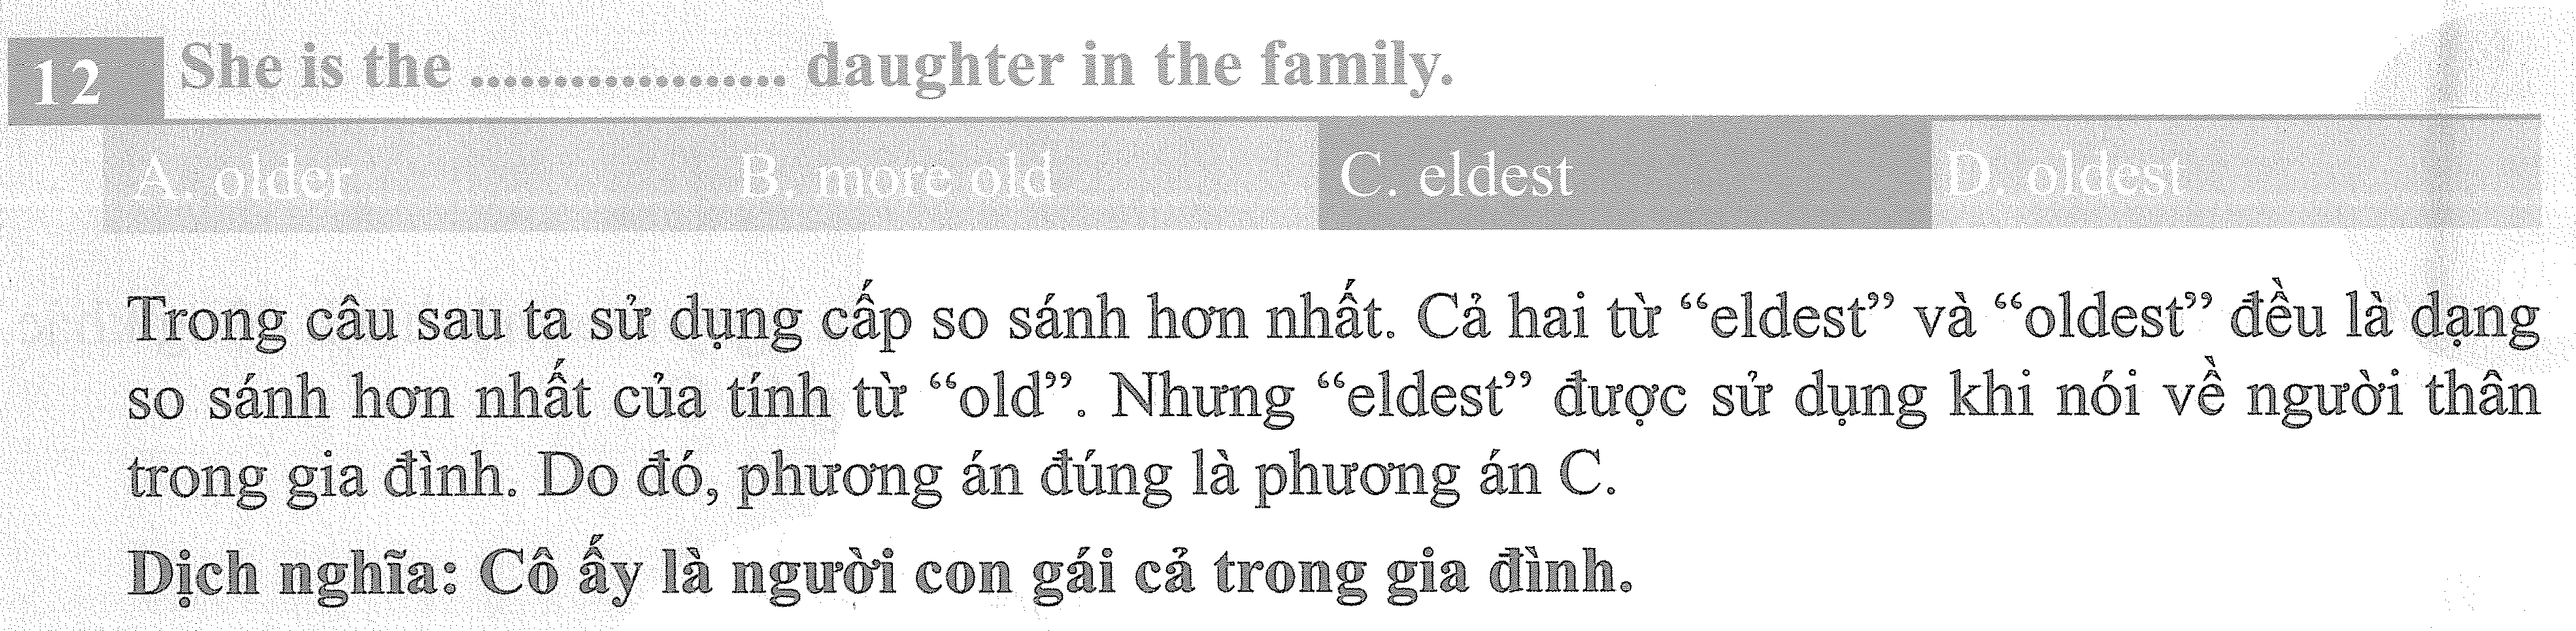 12 She is the .................. daughter in the family.
A. older B. more old C. eldest D. oldest
Trong câu sau ta sử dụng cấp so sánh hơn nhất. Cả hai từ “eldest” và “oldest” đều là dạng
so sánh hơn nhất của tính từ “old”. Nhưng “eldest” được sử dụng khi nói về người thân
trong gia đình. Do đó, phương án đúng là phương án C.
Dịch nghĩa: Cô ấy là người con gái cả trong gia đình.